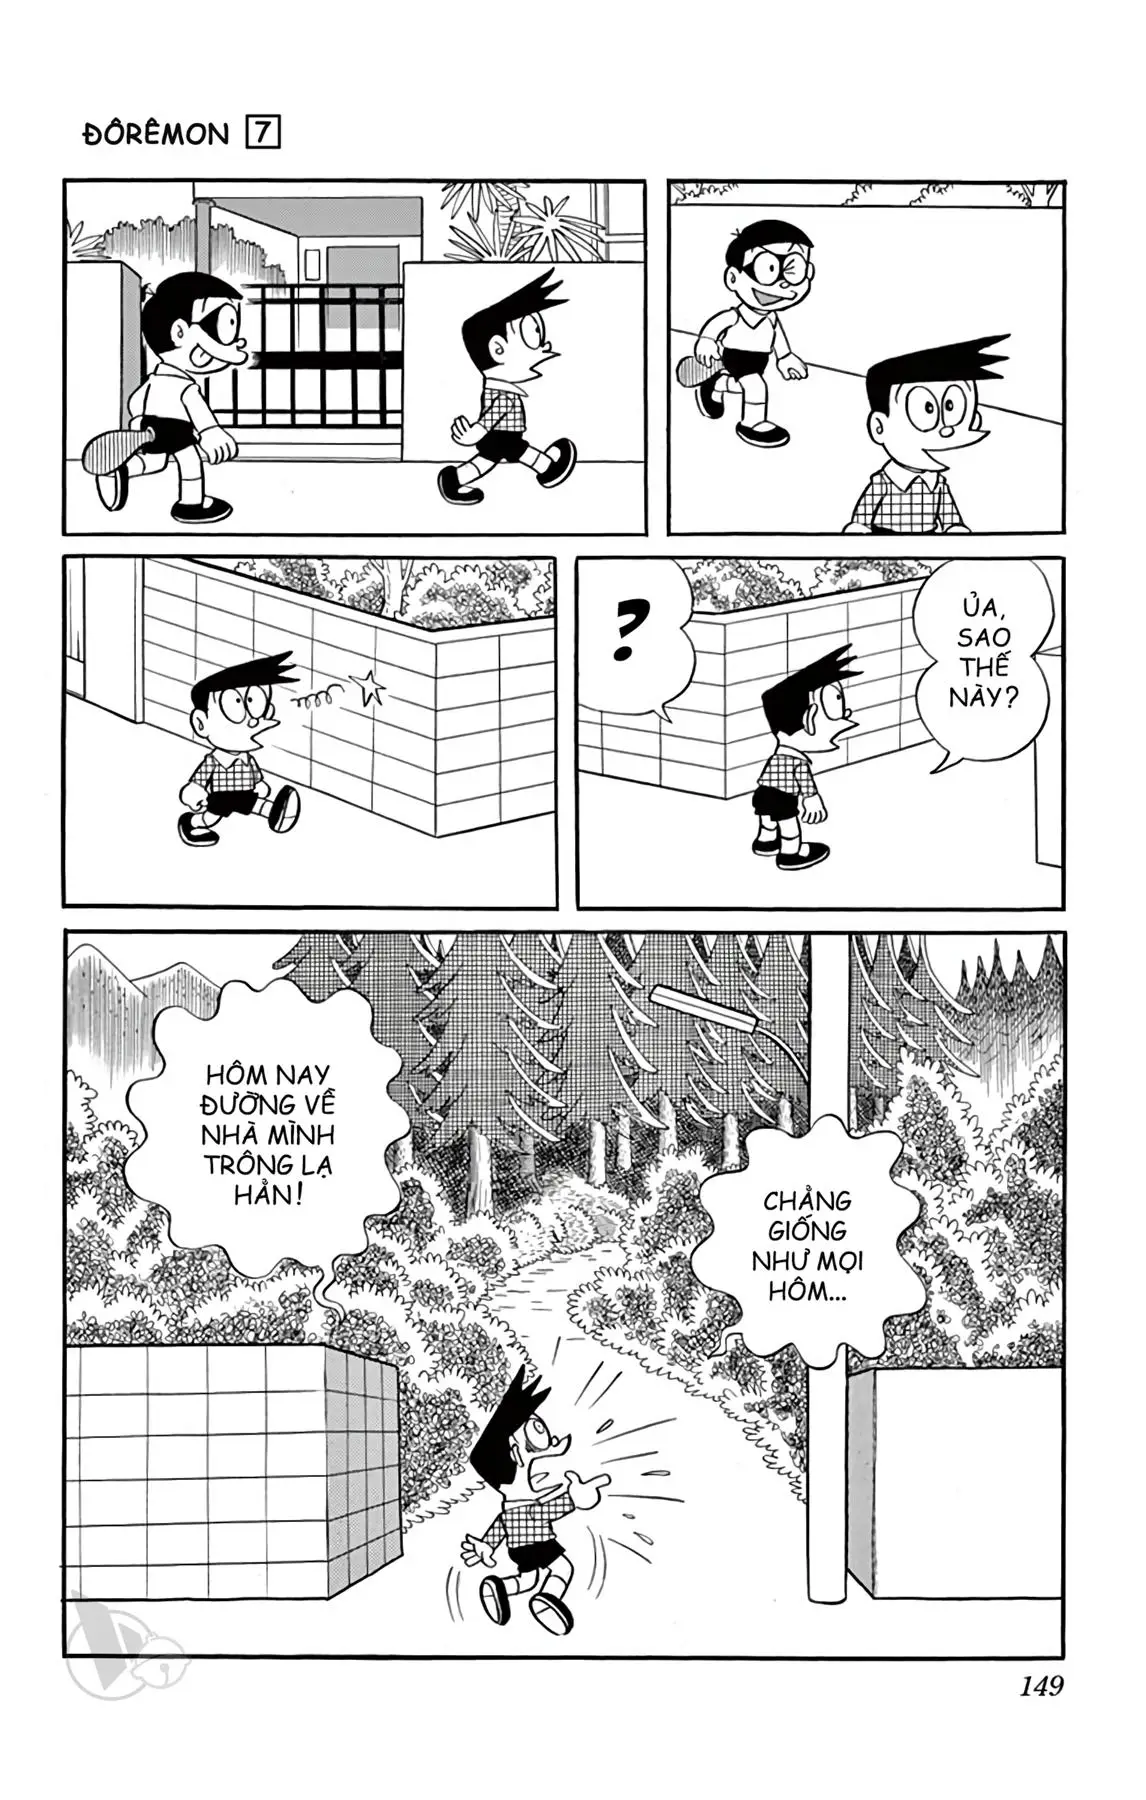 ĐÔRÊMON 7
?
ỦA,
SAO
THẾ
NÀY?
HÔM NAY
ĐƯỜNG VỀ
NHÀ MÌNH
TRÔNG LẠ
HẲN!
CHẲNG
GIỐNG
NHƯ MỌI
HÔM...
149